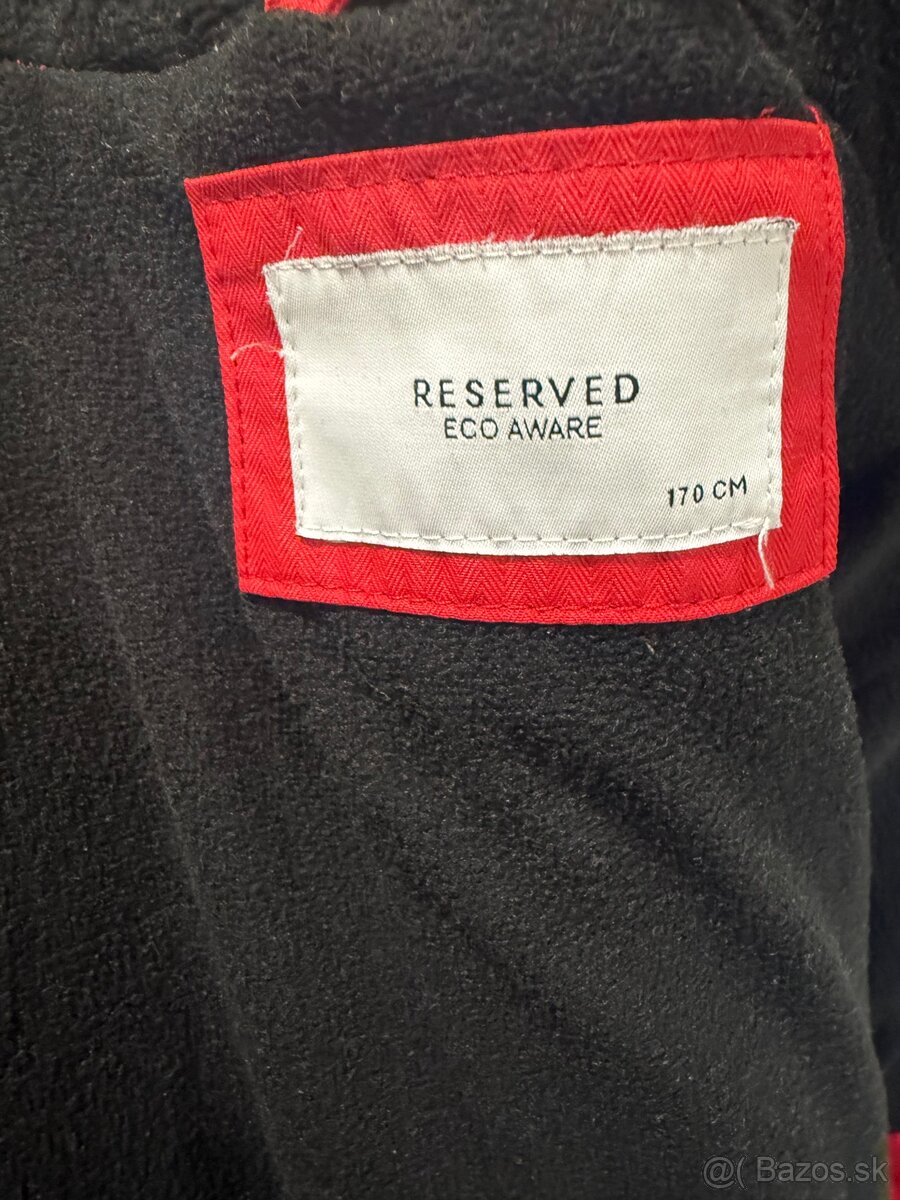 RESERVED
ECO AWARE
170 CM
@( Bazos.sk